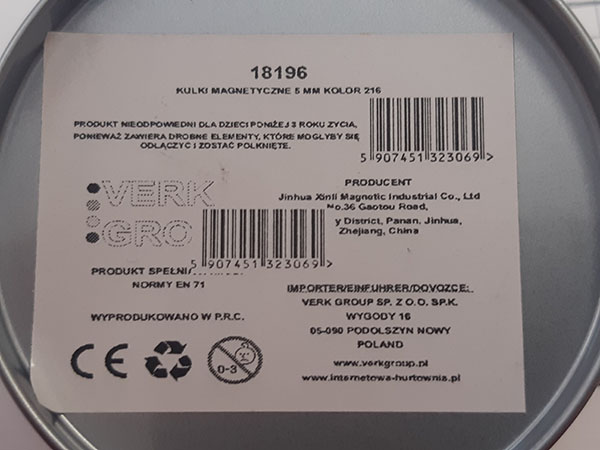 18196
KULKI MAGNETYCZNE 5 MM KOLOR 216
PRODUKT NIEODPOWIEDNI DLA DZIECI PONIŻEJ 3 ROKU ŻYCIA,
PONIEWAŻ ZAWIERA DROBNE ELEMENTY, KTÓRE MOGŁYBY SIĘ
ODŁĄCZYĆ I ZOSTAĆ POŁKNIĘTE.
5 907451 323069>
VERK
GRO
5 907451 323069>
PRODUCENT
Jinhua Xinli Magnetic Industrial Co., Ltd
No.36 Gaotou Road,
y District, Panan, Jinhua,
Zhejiang, China
PRODUKT SPEŁNI
NORMY EN 71
WYPRODUKOWANO W P.R.C.
CE
0-3
IMPORTER/EINFUHRER/DOVOZCE:
VERK GROUP SP. Z O.O. SP.K.
WYGODY 16
05-090 PODOLSZYN NOWY
POLAND
www.verkgroup.pl
www.internetowa-hurtownia.pl